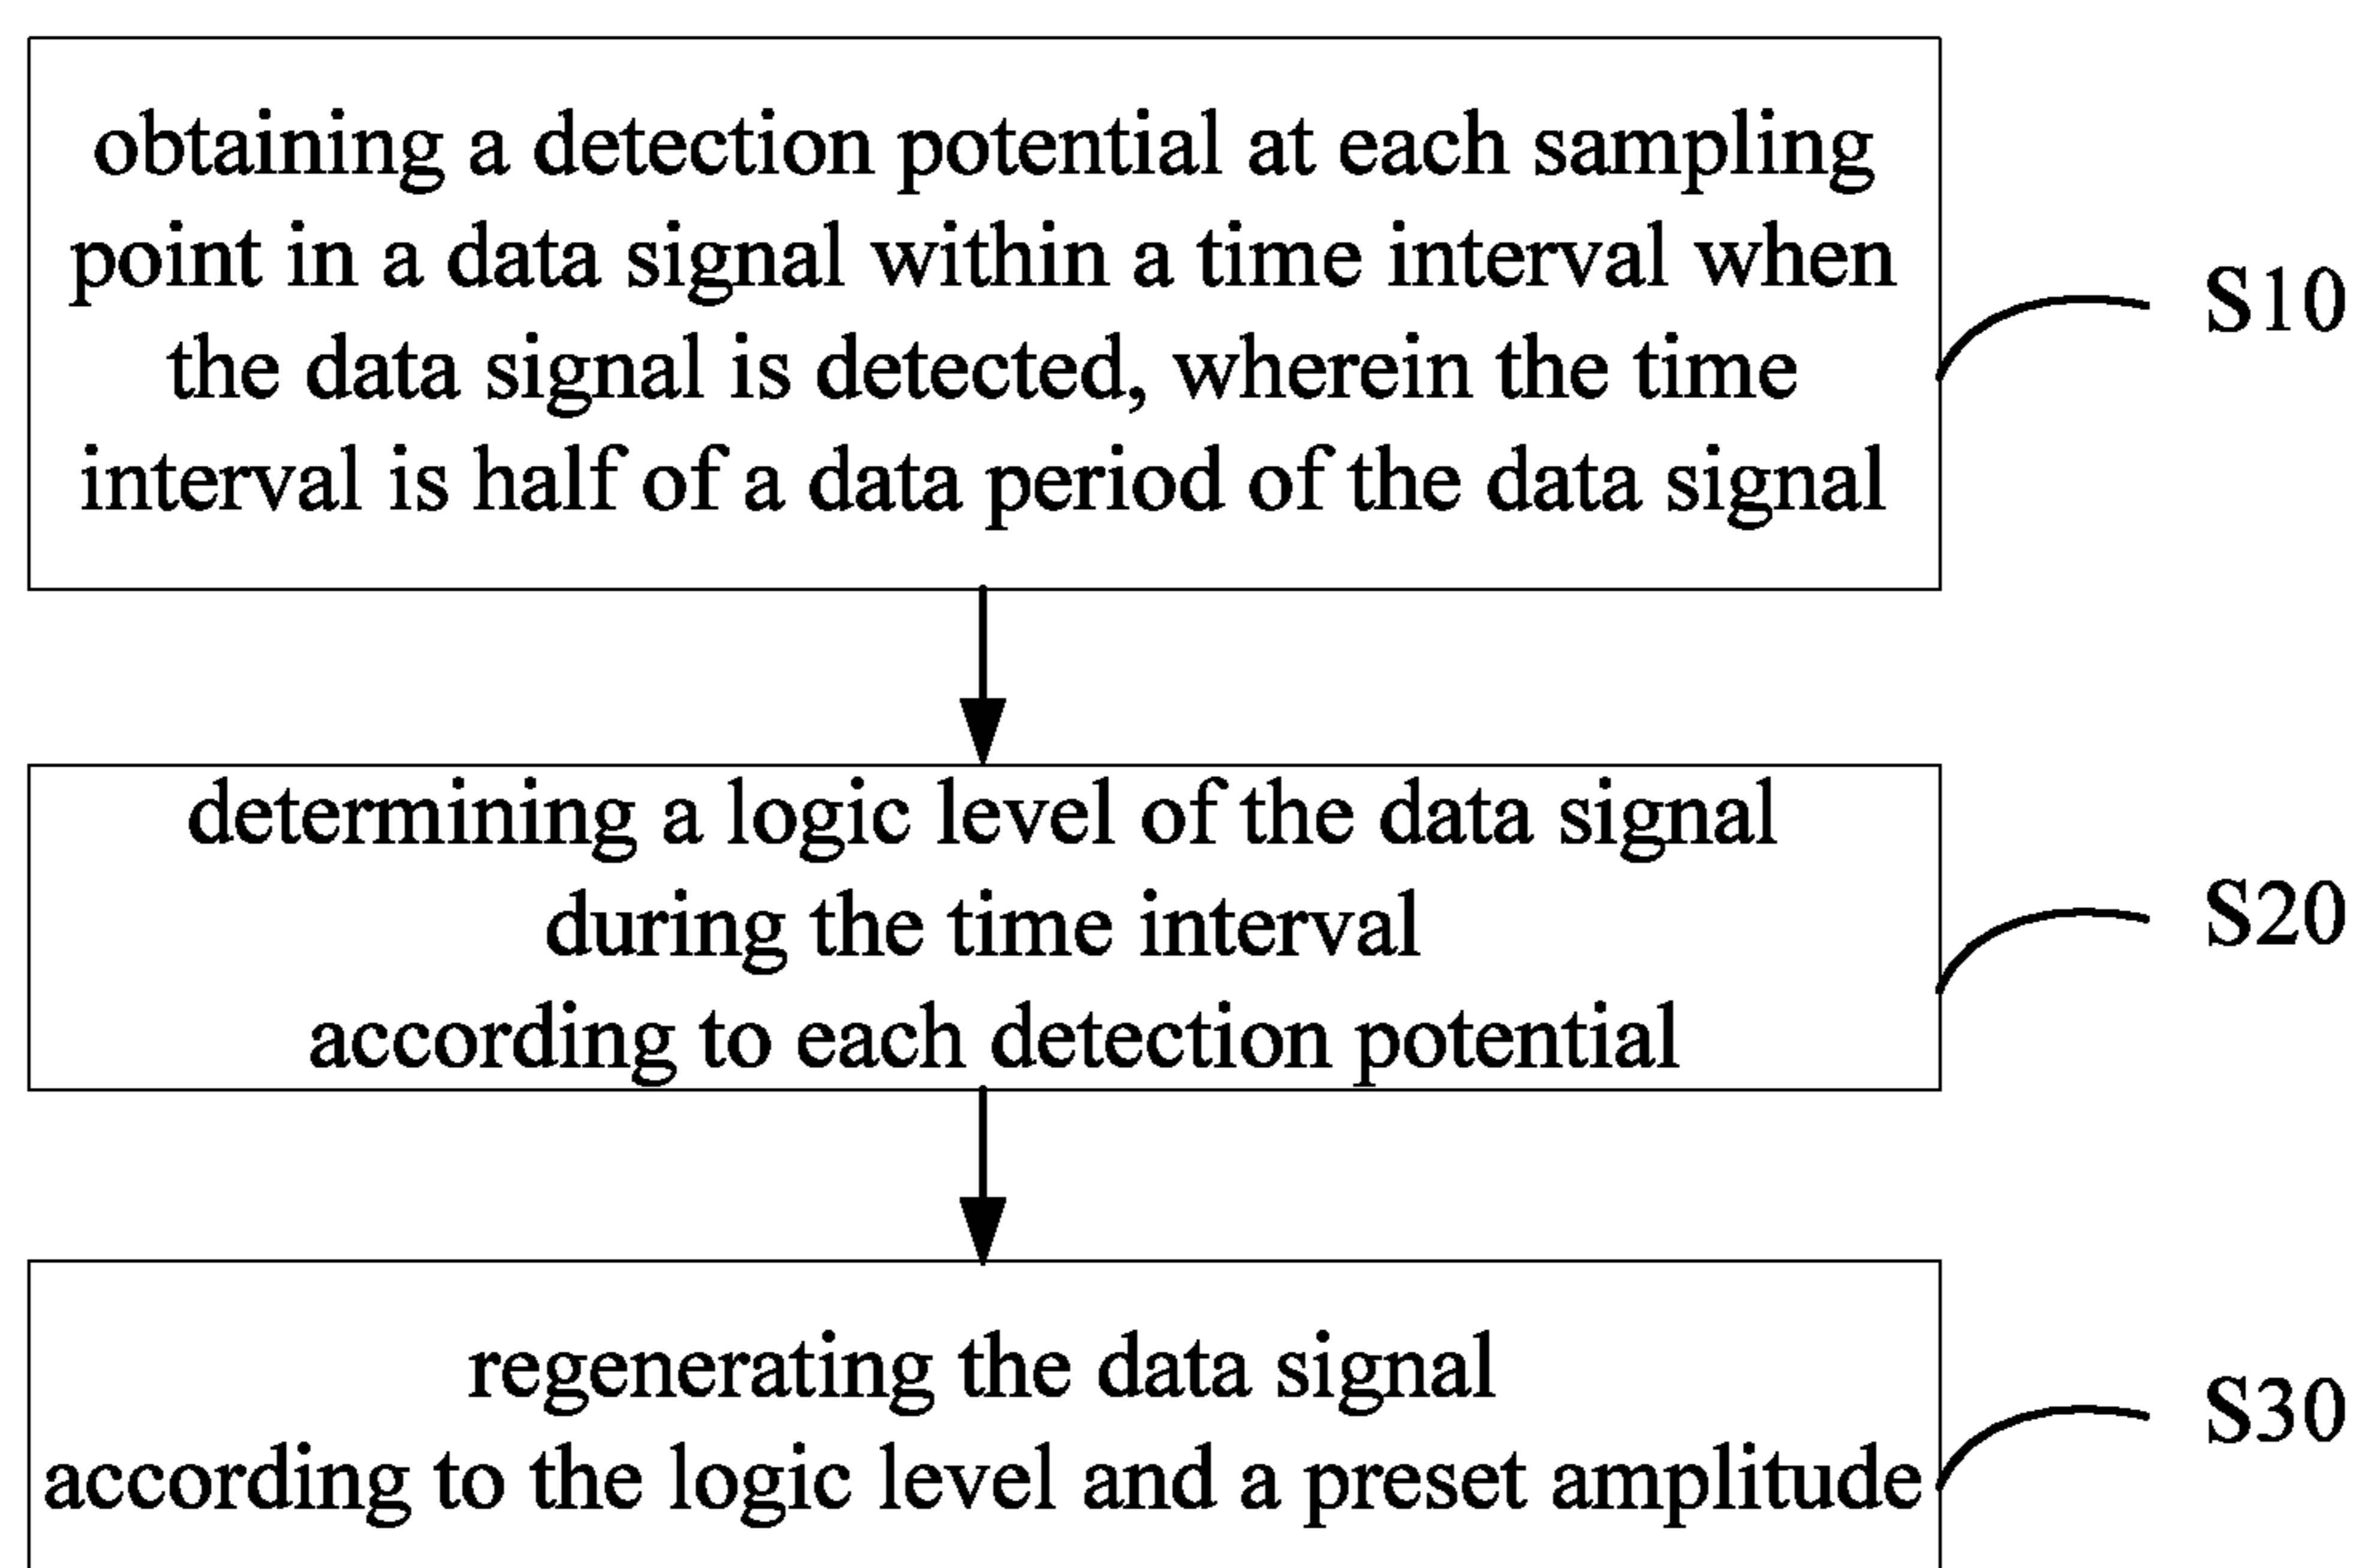 obtaining a detection potential at each sampling
point in a data signal within a time interval when
the data signal is detected, wherein the time
interval is half of a data period of the data signal
S10
determining a logic level of the data signal
during the time interval
according to each detection potential
S20
regenerating the data signal
according to the logic level and a preset amplitude
S30